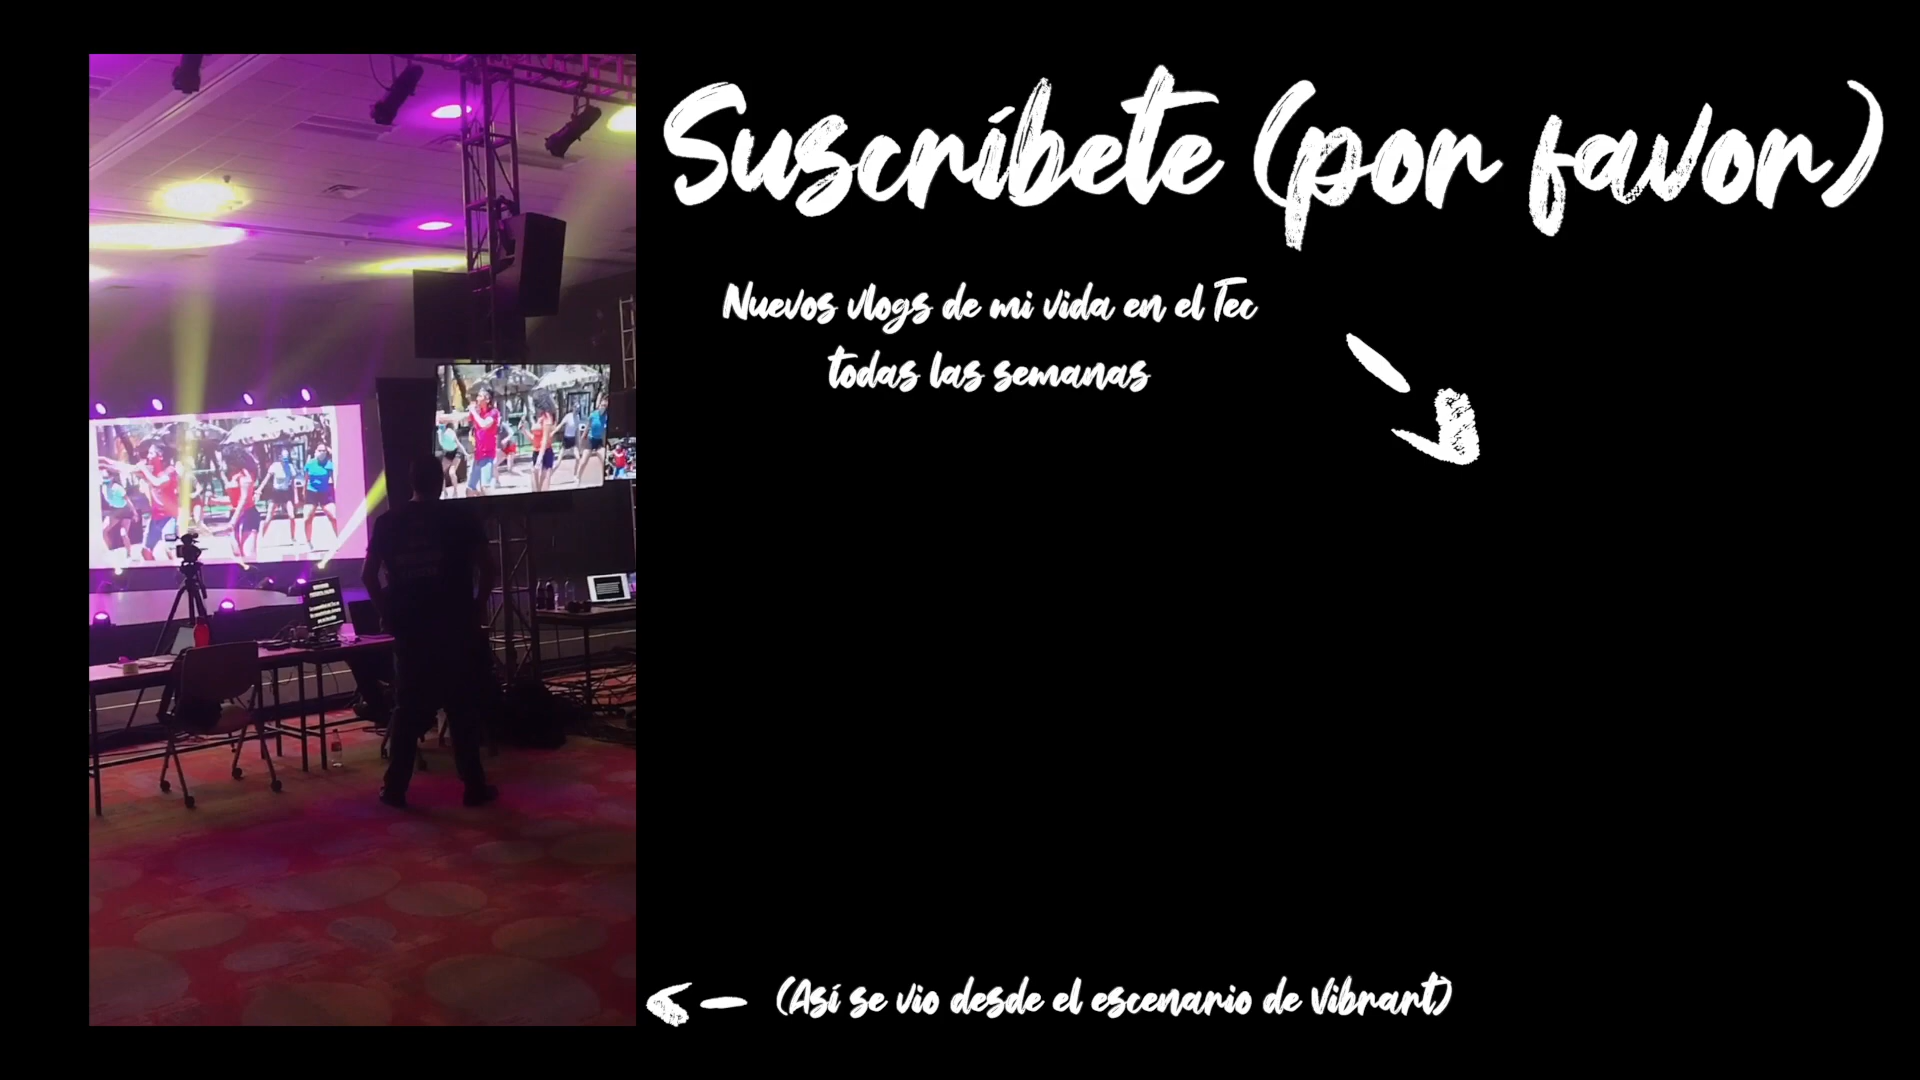 Suscríbete (por favor)
Nuevos vlogs de mi vida en el Tec
todas las semanas
(Así se vio desde el escenario de Vibrart)